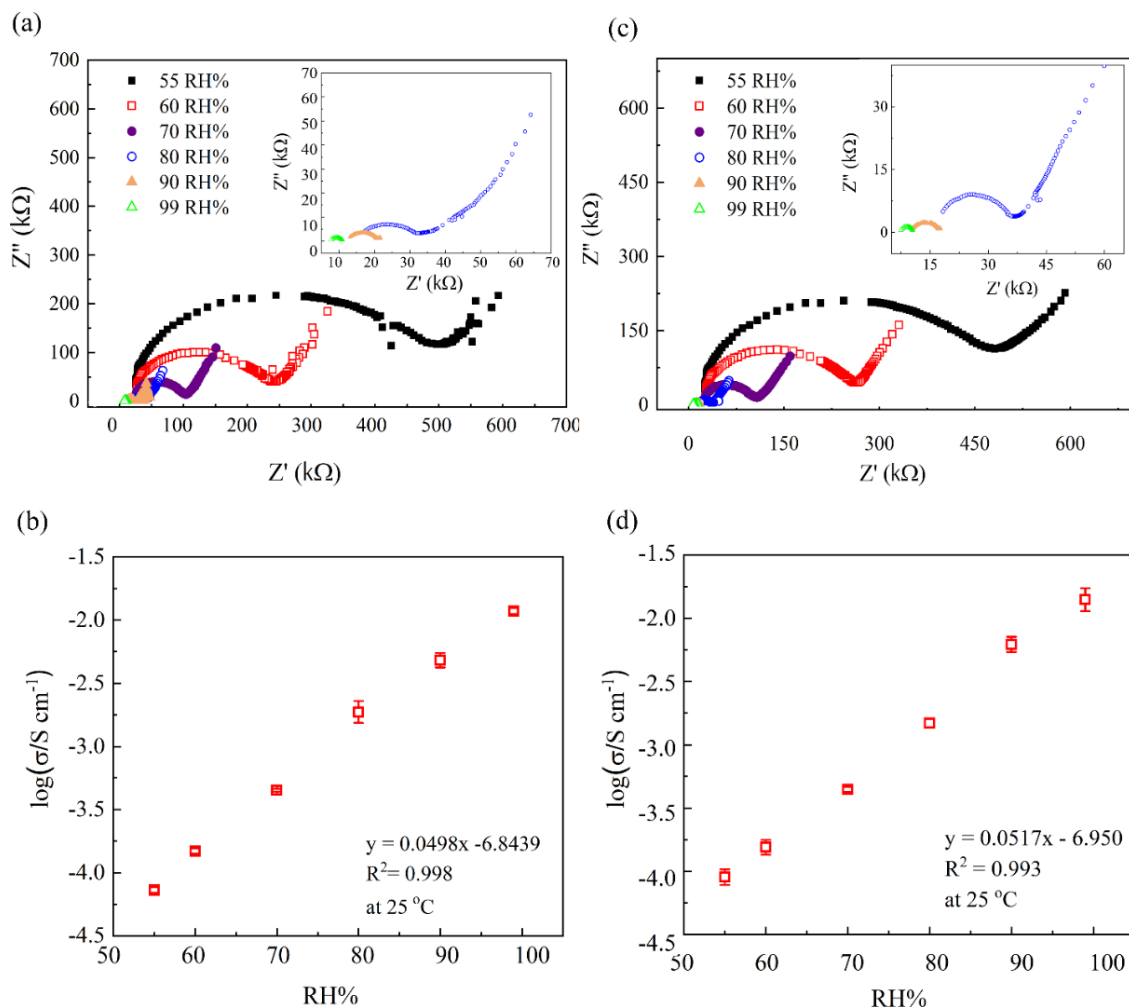 (a)
700
600
500
400
300
200
100
0
Z'' (kΩ)
55 RH%
60 RH%
70 RH%
80 RH%
90 RH%
99 RH%
70
60
50
40
30
20
10
0
Z'' (kΩ)
10 20 30 40 50 60 70
Z' (kΩ)
0 100 200 300 400 500 600 700
Z' (kΩ)
(c)
600
450
300
150
0
Z'' (kΩ)
55 RH%
60 RH%
70 RH%
80 RH%
90 RH%
99 RH%
30
15
0
Z'' (kΩ)
15 30 45 60
Z' (kΩ)
0 150 300 450 600
Z' (kΩ)
(b)
-1.5
-2.0
-2.5
-3.0
-3.5
-4.0
-4.5
log(σ/S cm⁻¹)
y = 0.0498x -6.8439
R²= 0.998
at 25 °C
50 60 70 80 90 100
RH%
(d)
-1.5
-2.0
-2.5
-3.0
-3.5
-4.0
-4.5
log(σ/S cm⁻¹)
y = 0.0517x - 6.950
R² = 0.993
at 25 °C
50 60 70 80 90 100
RH%